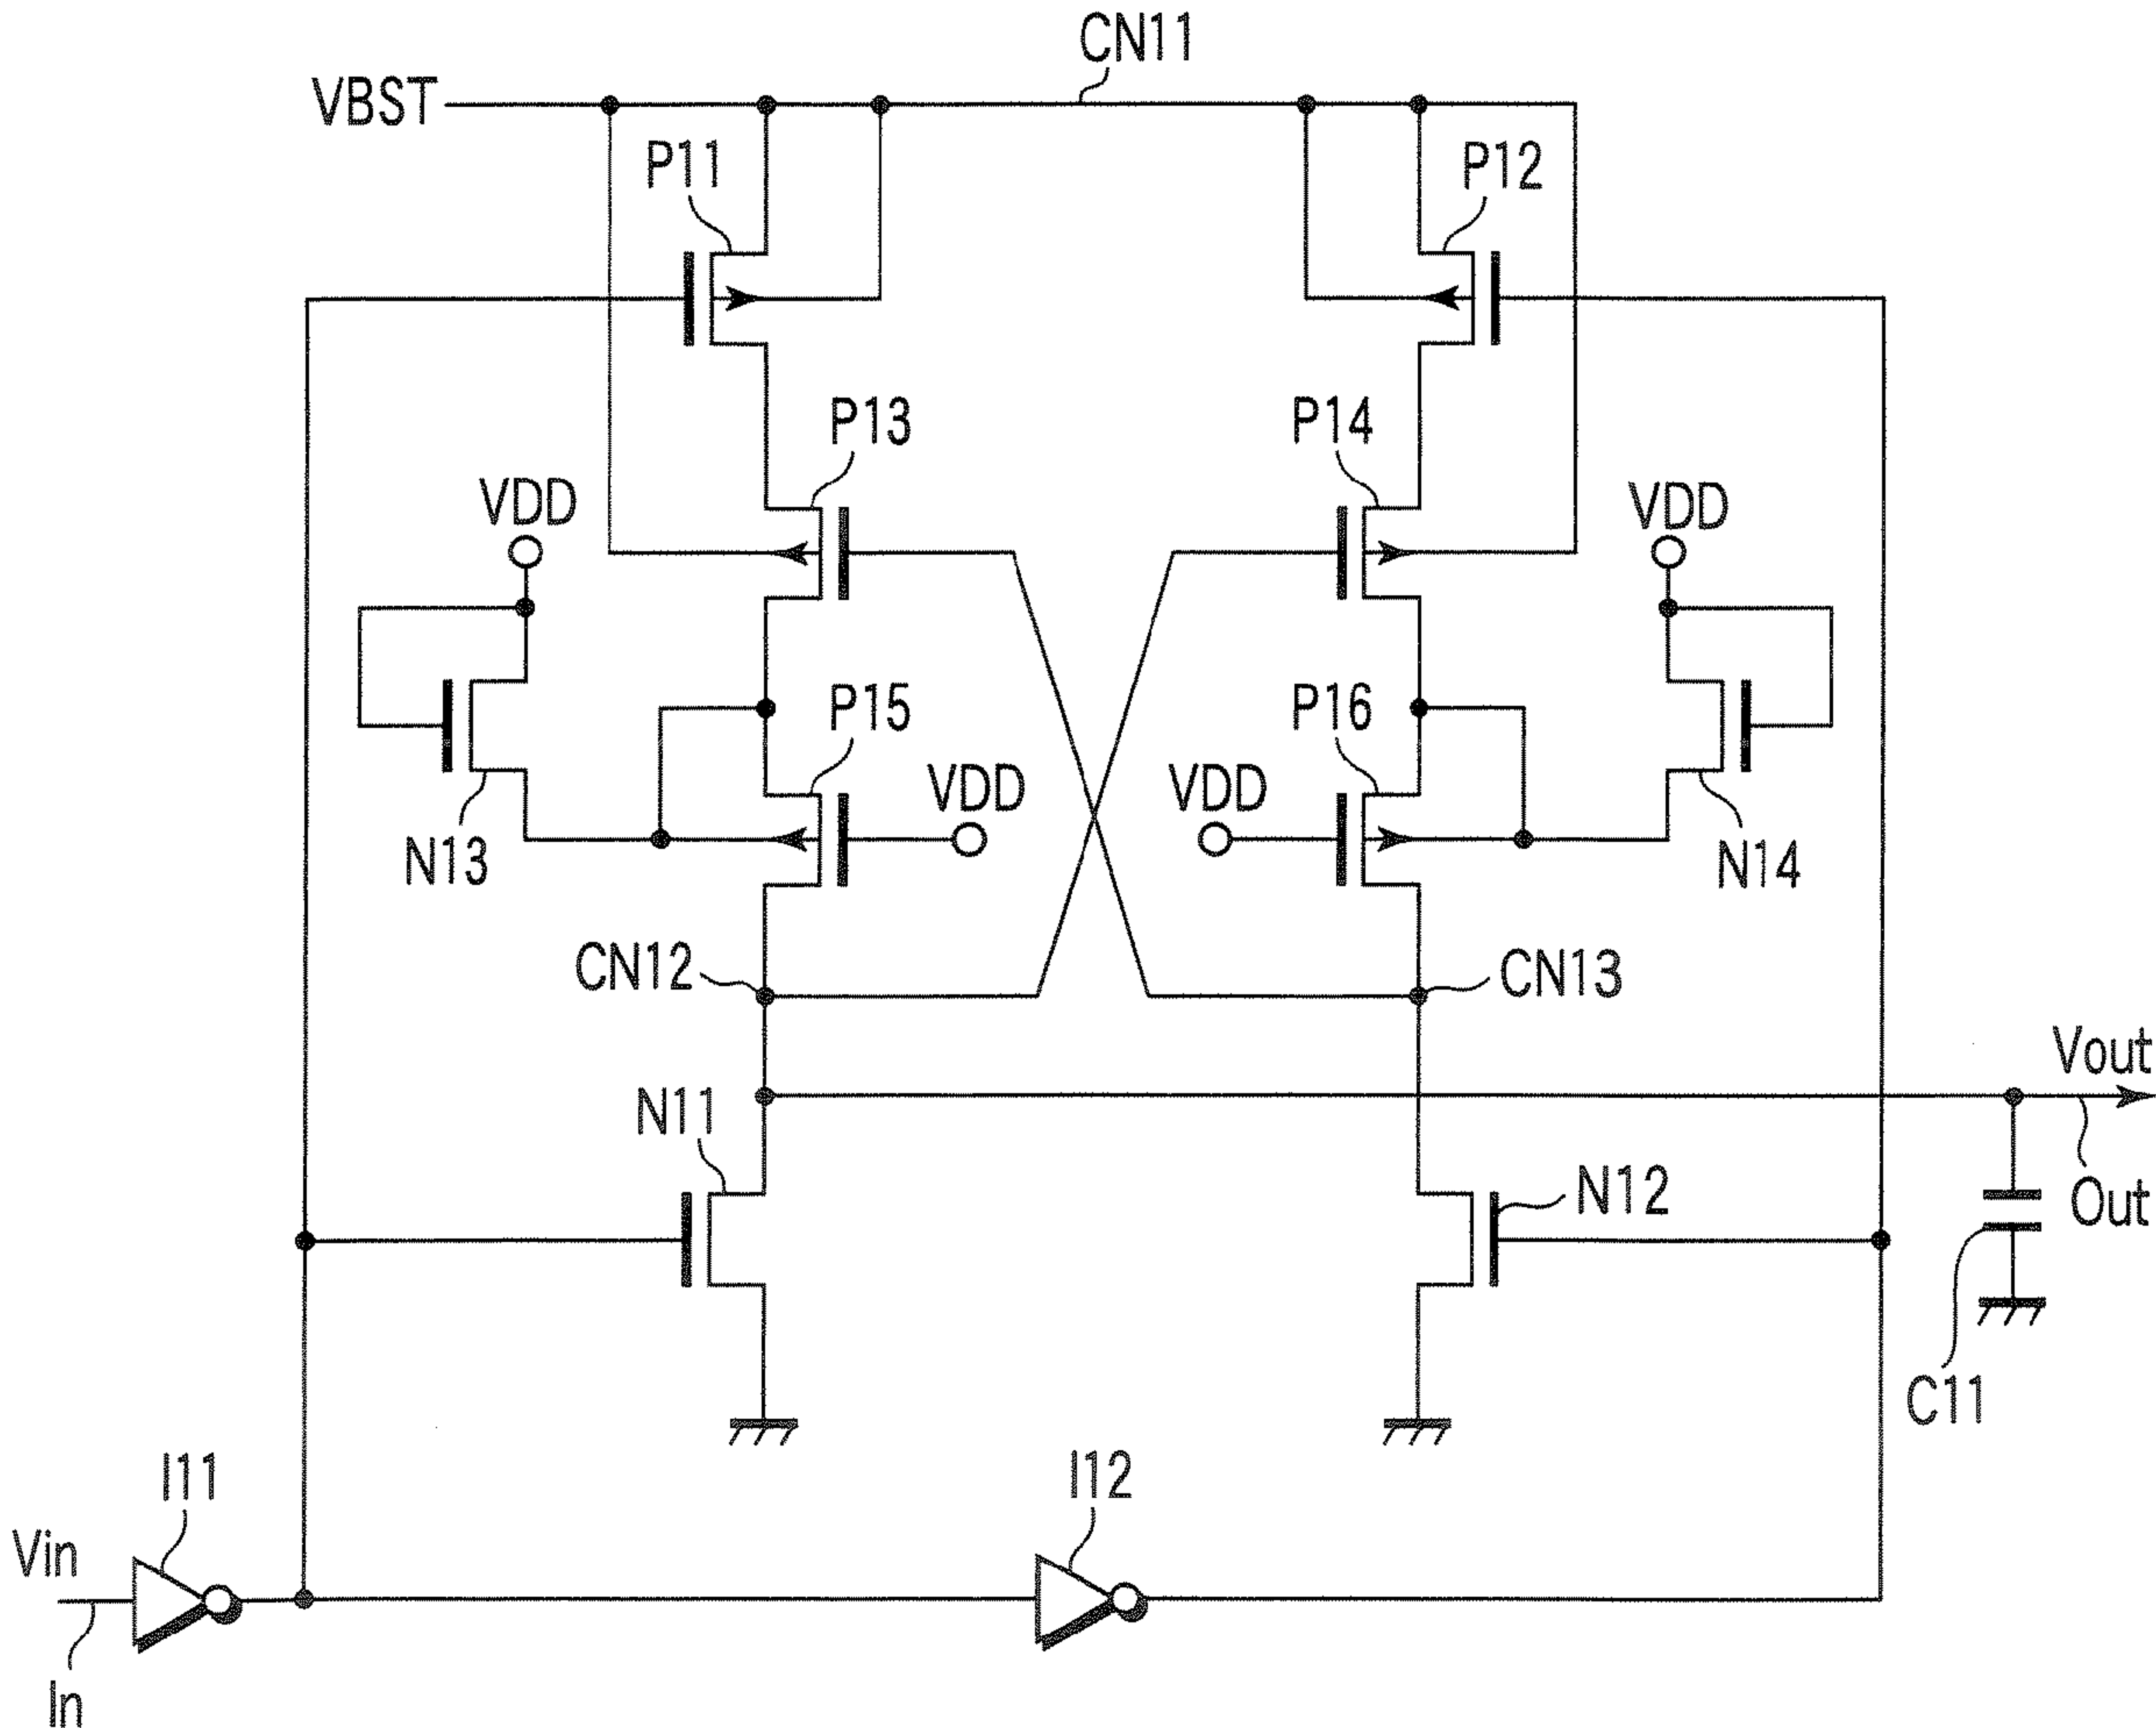 CN11
VBST
P11
P12
P13
P14
VDD
VDD
P15
P16
VDD
VDD
N13
N14
CN12
CN13
Vout
N11
N12
Out
C11
I11
I12
Vin
In